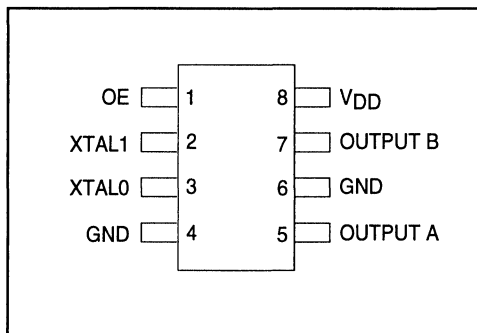 OE 1 8 VDD
XTAL1 2 7 OUTPUT B
XTAL0 3 6 GND
GND 4 5 OUTPUT A